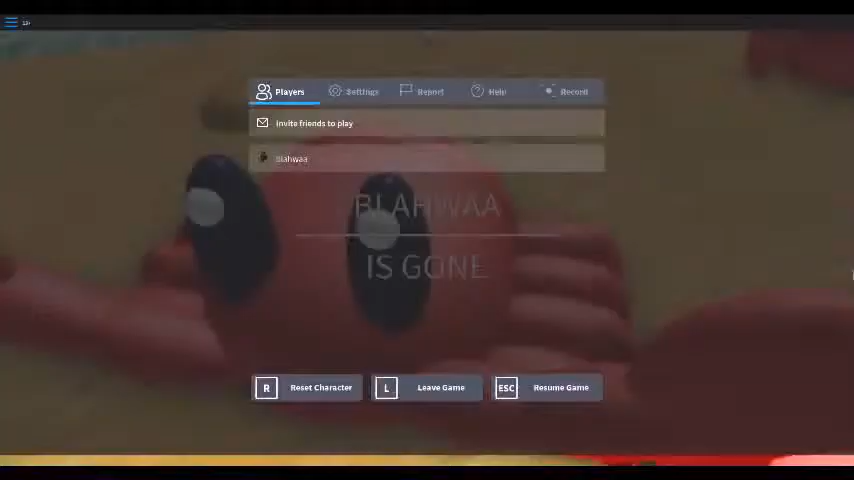 Players
Settings
Report
Help
Record
Invite friends to play
blahwaa
BLAHWAA
IS GONE
R
Reset Character
L
Leave Game
ESC
Resume Game